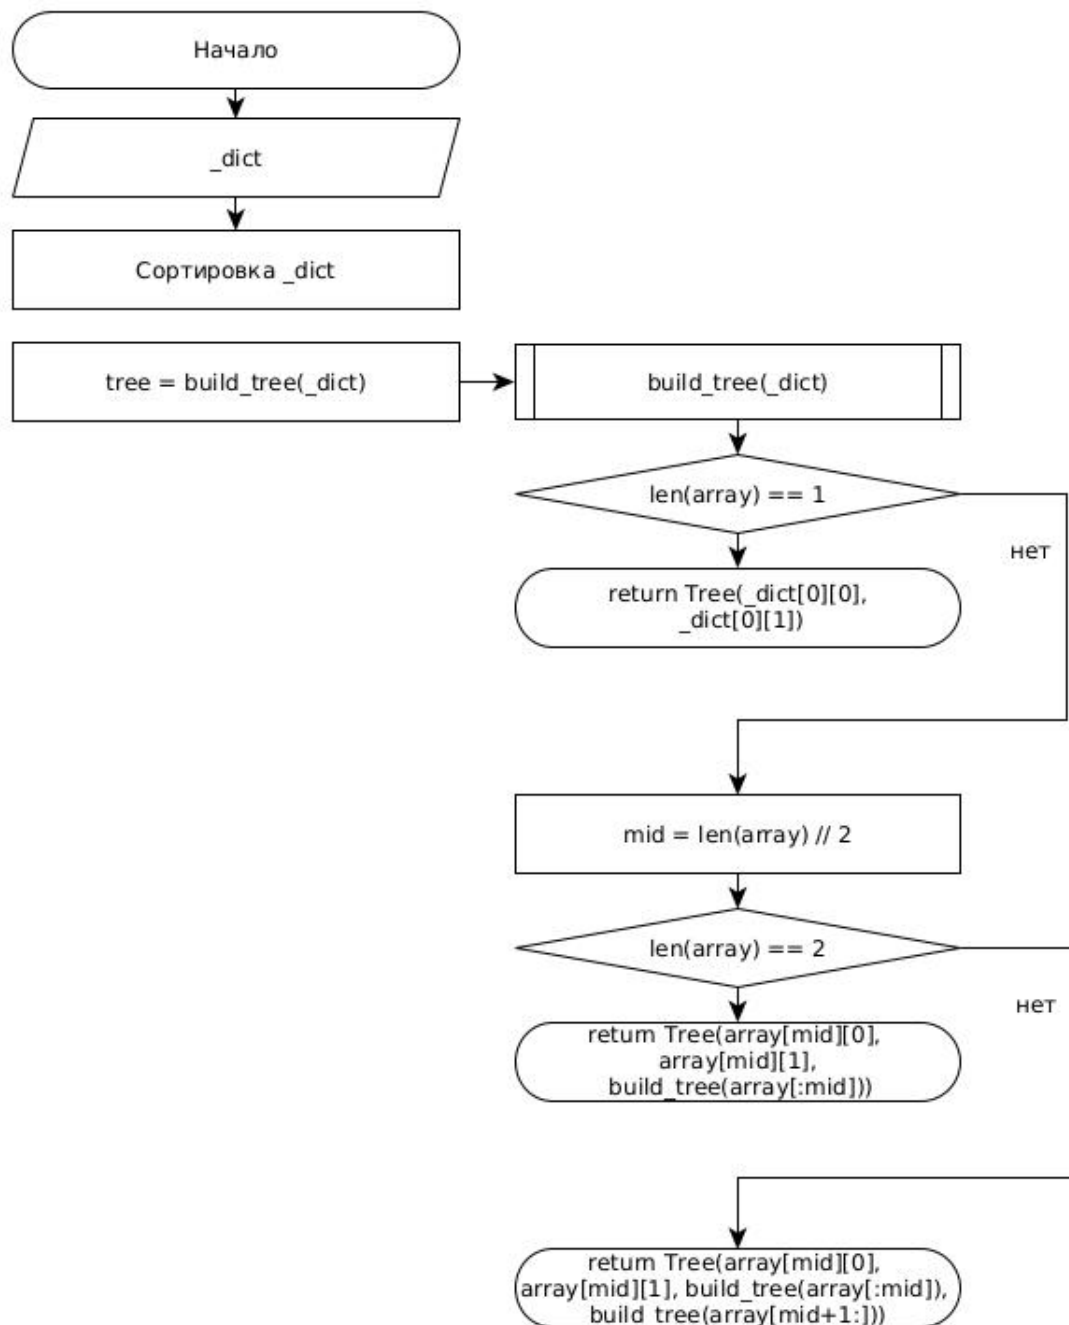 Начало
_dict
Сортировка _dict
tree = build_tree(_dict)
build_tree(_dict)
len(array) == 1
нет
return Tree(_dict[0][0],
_dict[0][1])
mid = len(array) // 2
len(array) == 2
нет
return Tree(array[mid][0],
array[mid][1],
build_tree(array[:mid]))
return Tree(array[mid][0],
array[mid][1], build_tree(array[:mid]),
build_tree(array[mid+1:]))